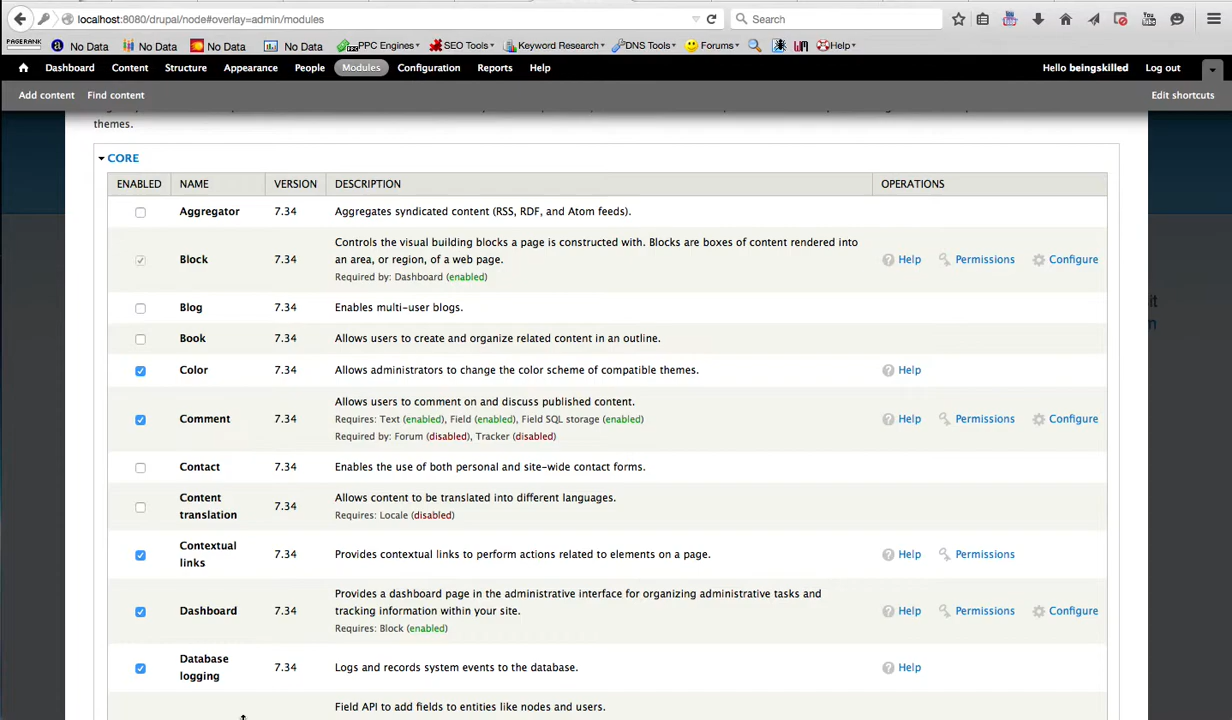 localhost:8080/drupal/node#overlay=admin/modules
Search
PAGERANK No Data No Data No Data No Data PPC Engines SEO Tools Keyword Research DNS Tools Forums Help
Dashboard Content Structure Appearance People Modules Configuration Reports Help Hello beingskilled Log out
Add content Find content Edit shortcuts
themes.
CORE
ENABLED NAME VERSION DESCRIPTION OPERATIONS
Aggregator 7.34 Aggregates syndicated content (RSS, RDF, and Atom feeds).
Controls the visual building blocks a page is constructed with. Blocks are boxes of content rendered into
Block 7.34 an area, or region, of a web page. Help Permissions Configure
Required by: Dashboard (enabled)
Blog 7.34 Enables multi-user blogs.
it
Book 7.34 Allows users to create and organize related content in an outline.
Color 7.34 Allows administrators to change the color scheme of compatible themes. Help
Allows users to comment on and discuss published content.
Comment 7.34 Requires: Text (enabled), Field (enabled), Field SQL storage (enabled) Help Permissions Configure
Required by: Forum (disabled), Tracker (disabled)
Contact 7.34 Enables the use of both personal and site-wide contact forms.
Content translation 7.34 Allows content to be translated into different languages.
Requires: Locale (disabled)
Contextual links 7.34 Provides contextual links to perform actions related to elements on a page. Help Permissions
Provides a dashboard page in the administrative interface for organizing administrative tasks and
Dashboard 7.34 tracking information within your site. Help Permissions Configure
Requires: Block (enabled)
Database logging 7.34 Logs and records system events to the database. Help
Field API to add fields to entities like nodes and users.